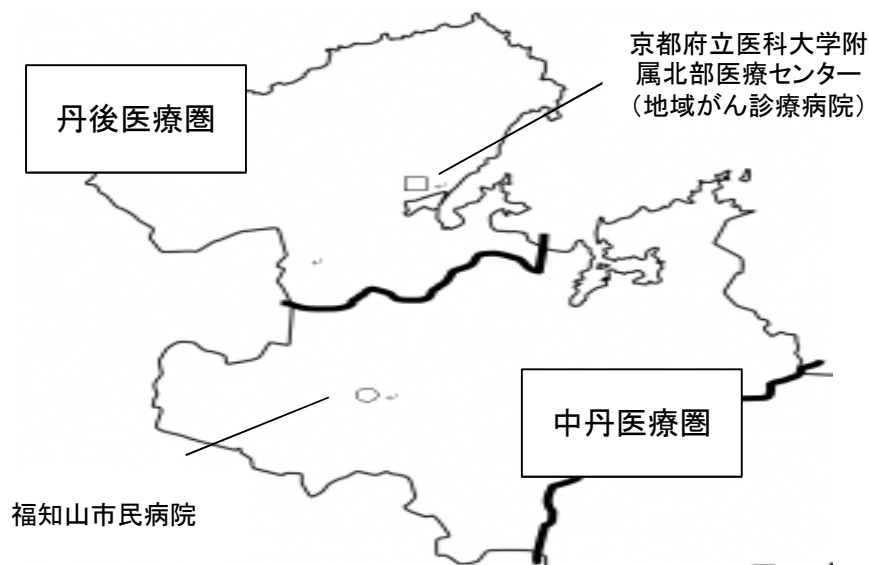 京都府立医科大学附
属北部医療センター
（地域がん診療病院）
丹後医療圏
中丹医療圏
福知山市民病院